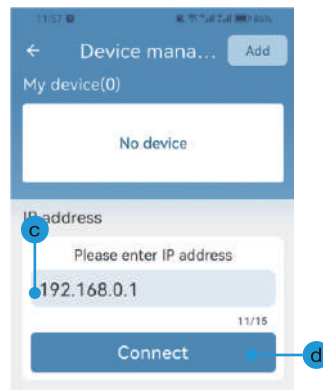 11:57 86%
← Device mana... Add
My device(0)
No device
IP address
c
Please enter IP address
192.168.0.1
11/15
Connect
d